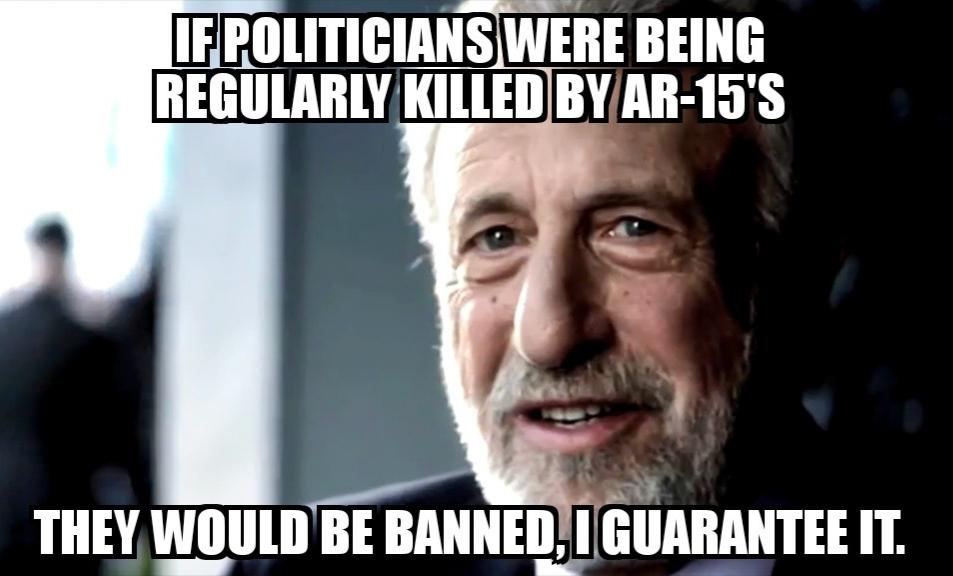 IF POLITICIANS WERE BEING
REGULARLY KILLED BY AR-15'S
THEY WOULD BE BANNED, I GUARANTEE IT.